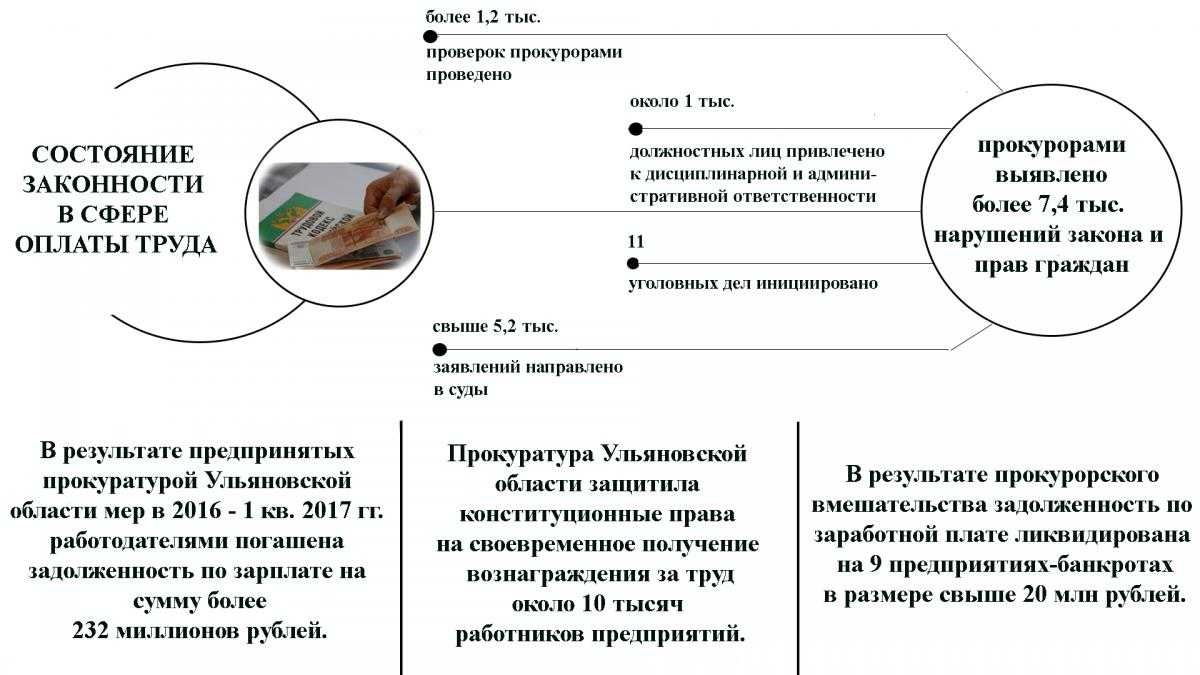 СОСТОЯНИЕ
ЗАКОННОСТИ
В СФЕРЕ
ОПЛАТЫ ТРУДА
ТРУДОВОЙ
КОДЕКС
более 1,2 тыс.
проверок прокурорами
проведено
около 1 тыс.
должностных лиц привлечено
к дисциплинарной и админи-
стративной ответственности
11
уголовных дел инициировано
свыше 5,2 тыс.
заявлений направлено
в суды
прокурорами
выявлено
более 7,4 тыс.
нарушений закона и
прав граждан
В результате предпринятых
прокуратурой Ульяновской
области мер в 2016 - 1 кв. 2017 гг.
работодателями погашена
задолженность по зарплате на
сумму более
232 миллионов рублей.
Прокуратура Ульяновской
области защитила
конституционные права
на своевременное получение
вознаграждения за труд
около 10 тысяч
работников предприятий.
В результате прокурорского
вмешательства задолженность по
заработной плате ликвидирована
на 9 предприятиях-банкротах
в размере свыше 20 млн рублей.